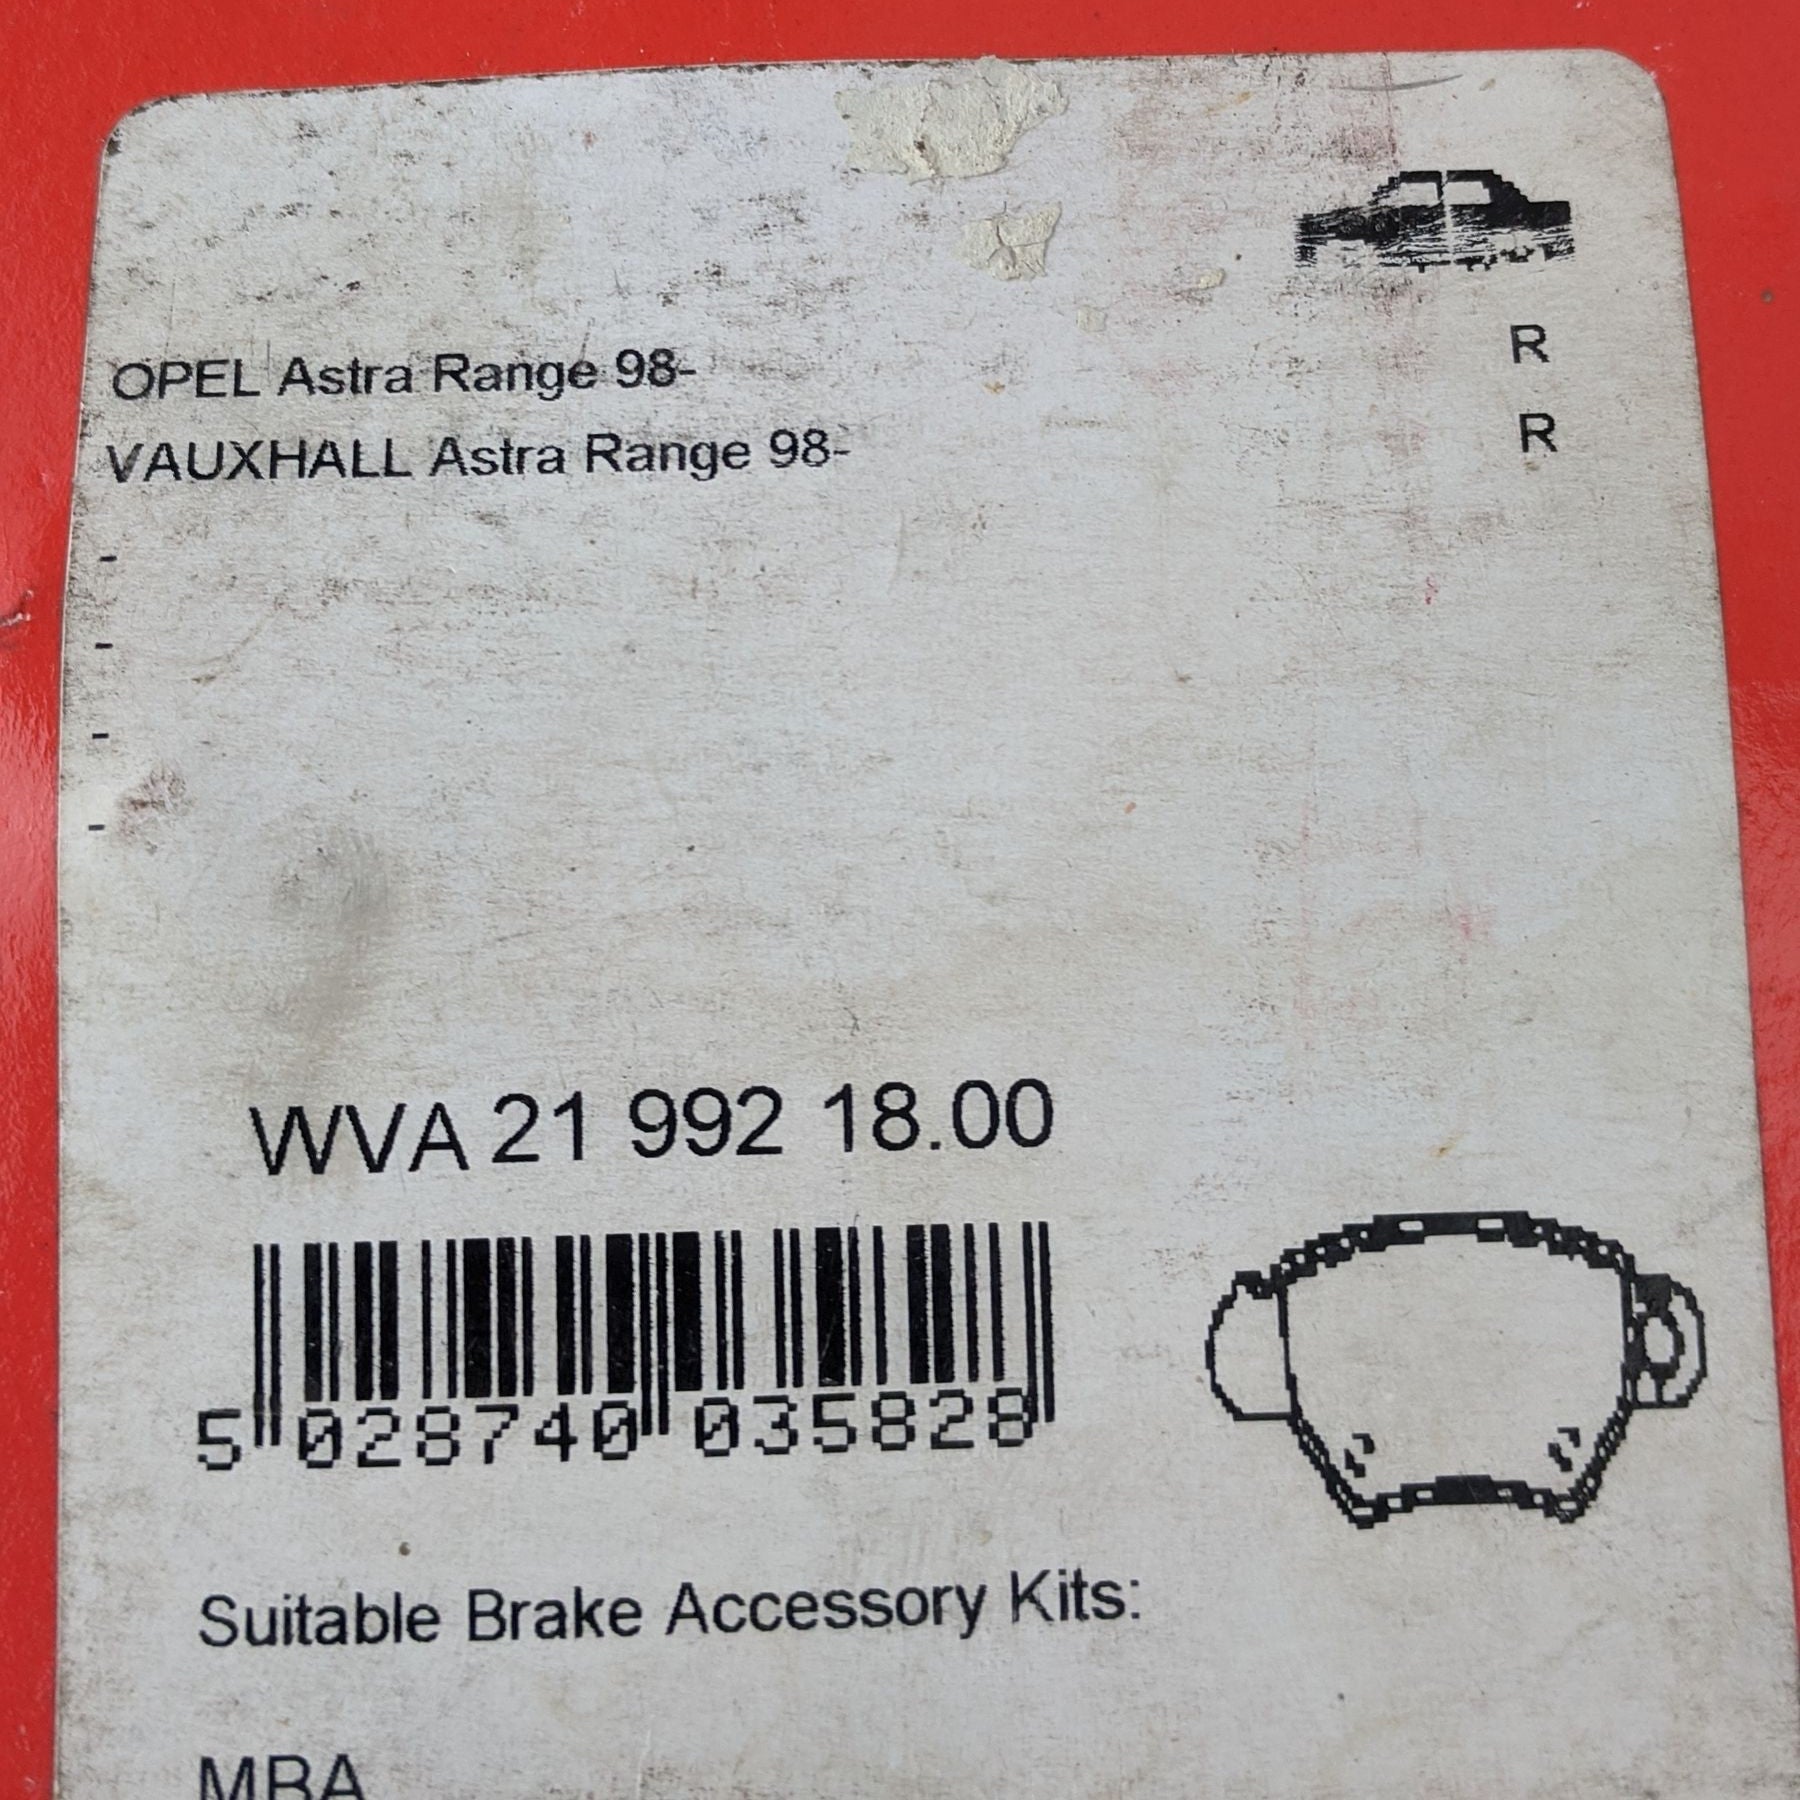 OPEL Astra Range 98- R
VAUXHALL Astra Range 98- R
-
-
-
-
WVA 21 992 18.00
5 028740 035828
Suitable Brake Accessory Kits:
MBA